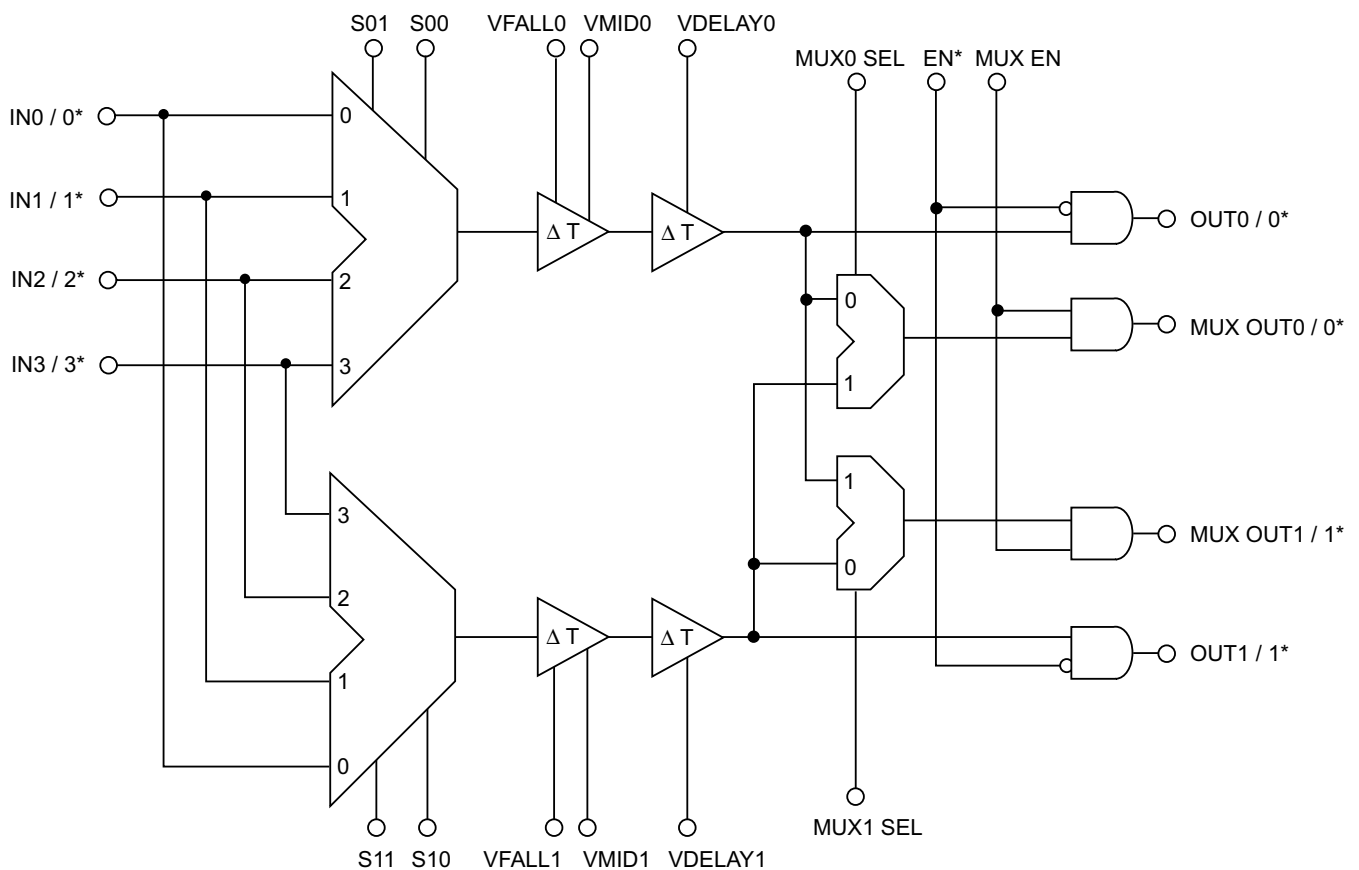 S01 S00 VFALL0 VMID0 VDELAY0
MUX0 SEL EN* MUX EN
IN0 / 0*
0
IN1 / 1*
1
OUT0 / 0*
Δ T
Δ T
IN2 / 2*
2
0
MUX OUT0 / 0*
IN3 / 3*
3
1
1
3
MUX OUT1 / 1*
0
2
Δ T
Δ T
OUT1 / 1*
1
0
MUX1 SEL
S11 S10 VFALL1 VMID1 VDELAY1